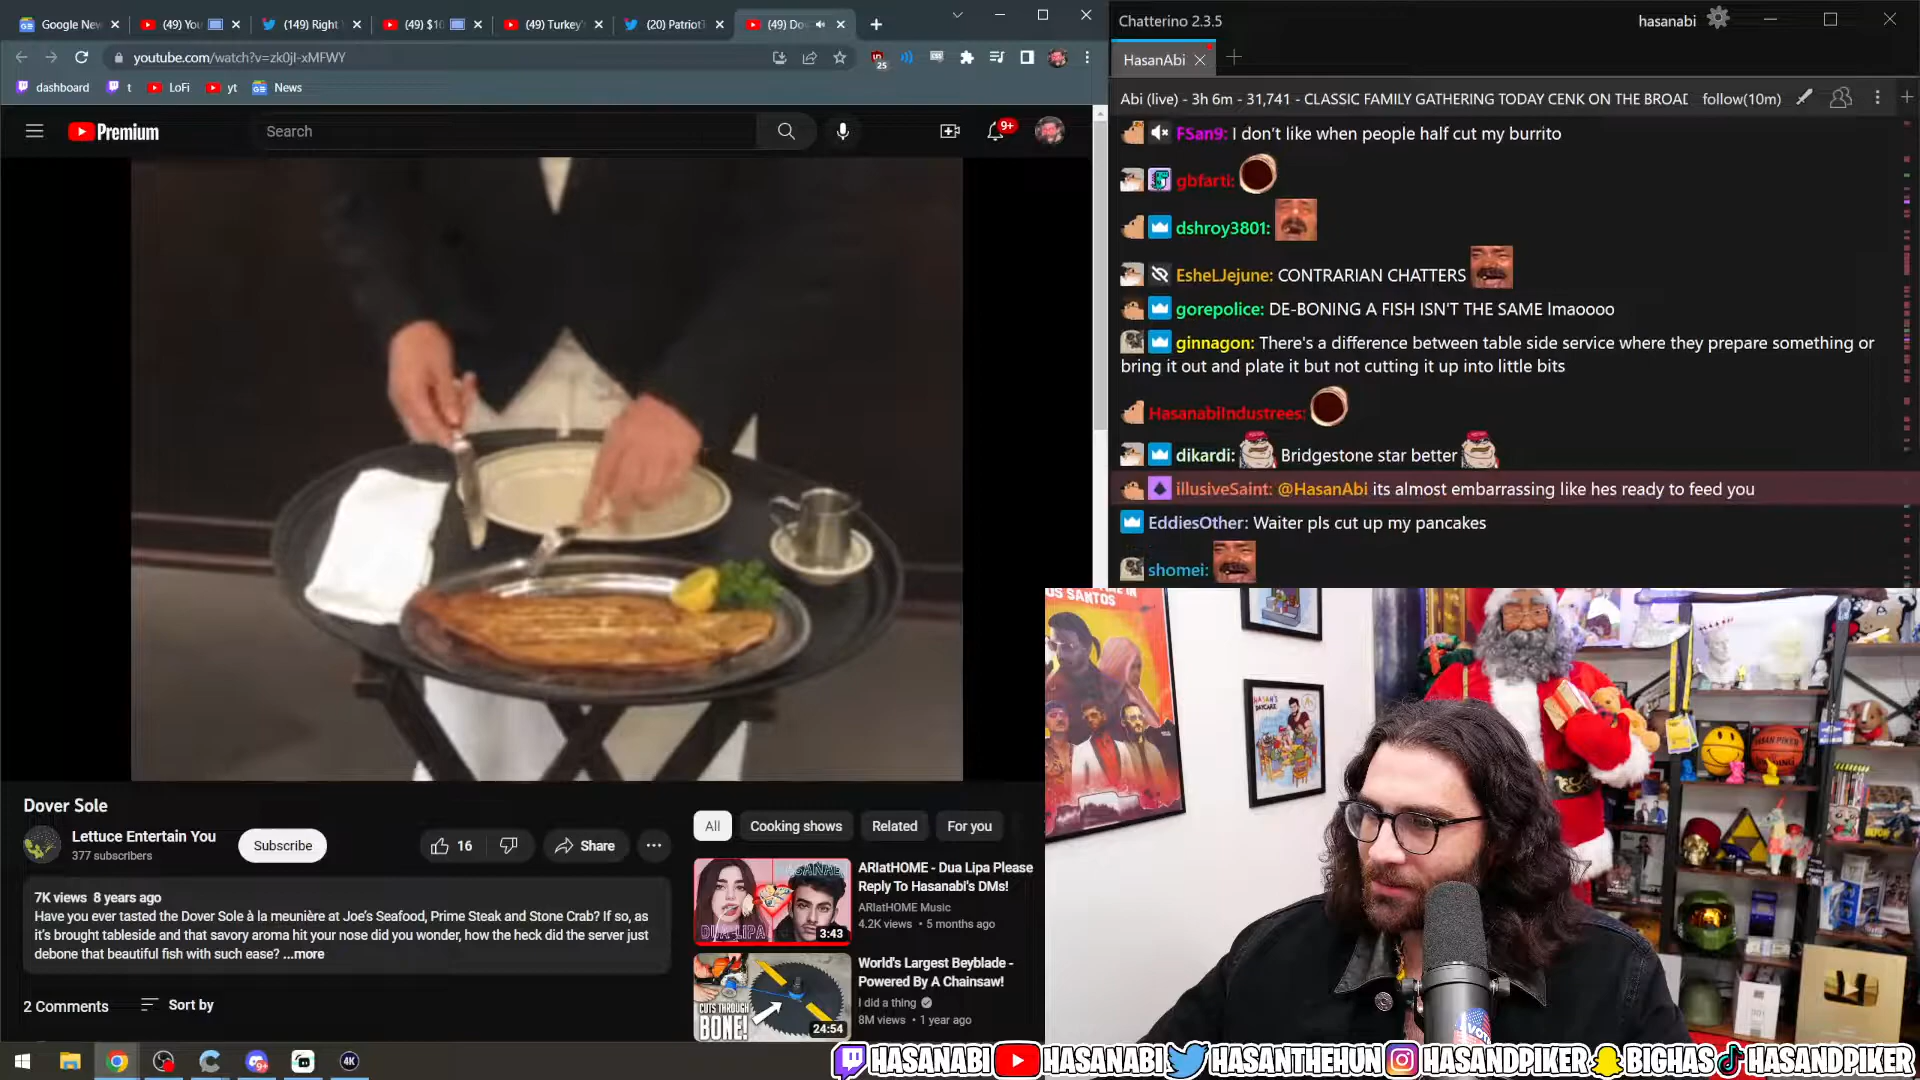 Google New
(49) You
(149) Right
(49) $10
(49) Turkey'
(20) Patriot
(49) Do
youtube.com/watch?v=zk0jI-xMFWY
25
dashboard
t
LoFi
yt
News
Premium
Search
9+
Dover Sole
Lettuce Entertain You
377 subscribers
Subscribe
16
Share
7K views 8 years ago
Have you ever tasted the Dover Sole à la meunière at Joe's Seafood, Prime Steak and Stone Crab? If so, as
it's brought tableside and that savory aroma hit your nose did you wonder, how the heck did the server just
debone that beautiful fish with such ease? ...more
2 Comments
Sort by
All
Cooking shows
Related
For you
DUA LIPA
3:43
ARIatHOME - Dua Lipa Please
Reply To Hasanabi's DMs!
ARIatHOME Music
4.2K views • 5 months ago
CUTS THROUGH
BONE!
24:54
World's Largest Beyblade -
Powered By A Chainsaw!
I did a thing
8M views • 1 year ago
Chatterino 2.3.5
hasanabi
HasanAbi
Abi (live) - 3h 6m - 31,741 - CLASSIC FAMILY GATHERING TODAY CENK ON THE BROAD
follow(10m)
FSan9: I don't like when people half cut my burrito
gbfarti:
dshroy3801:
EsheLJejune: CONTRARIAN CHATTERS
gorepolice: DE-BONING A FISH ISN'T THE SAME lmaoooo
ginnagon: There's a difference between table side service where they prepare something or
bring it out and plate it but not cutting it up into little bits
HasanabiIndustrees:
dikardi: Bridgestone star better
illusiveSaint: @HasanAbi its almost embarrassing like hes ready to feed you
EddiesOther: Waiter pls cut up my pancakes
shomei:
OS SANTOS
HASAN'S
DAYCARE
HASAN PIKER
4K
HASANABI
HASANABI
HASANTHEHUN
HASANDPIKER
BIGHAS
HASANDPIKER